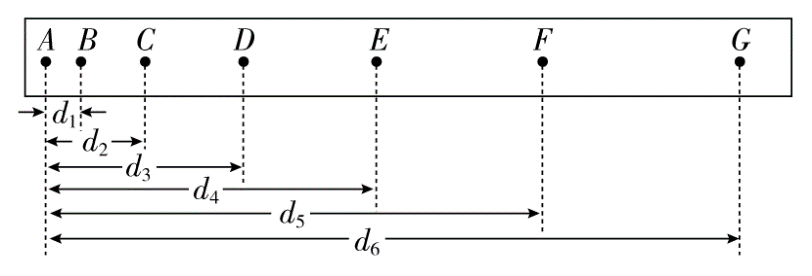 A B C D E F G
d₁
d₂
d₃
d₄
d₅
d₆